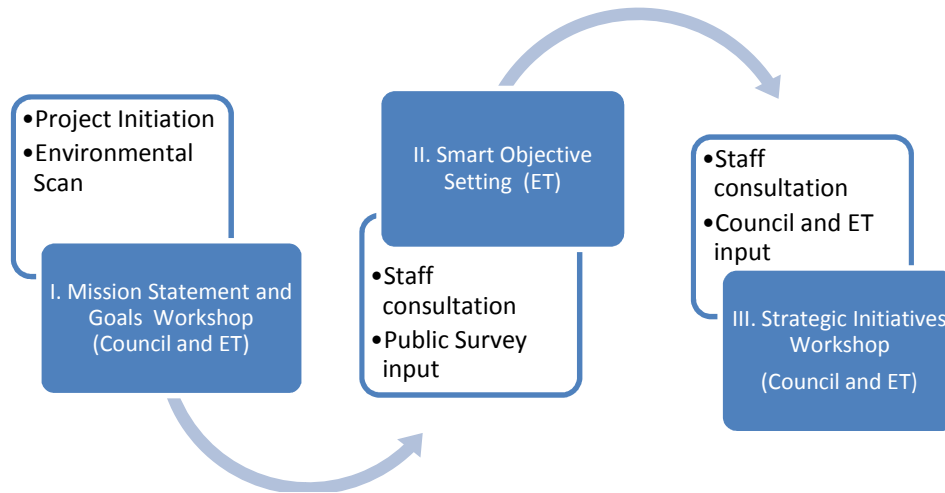 •Project Initiation
•Environmental
Scan
I. Mission Statement and
Goals Workshop
(Council and ET)
II. Smart Objective
Setting (ET)
•Staff
consultation
•Public Survey
input
•Staff
consultation
•Council and ET
input
III. Strategic Initiatives
Workshop
(Council and ET)